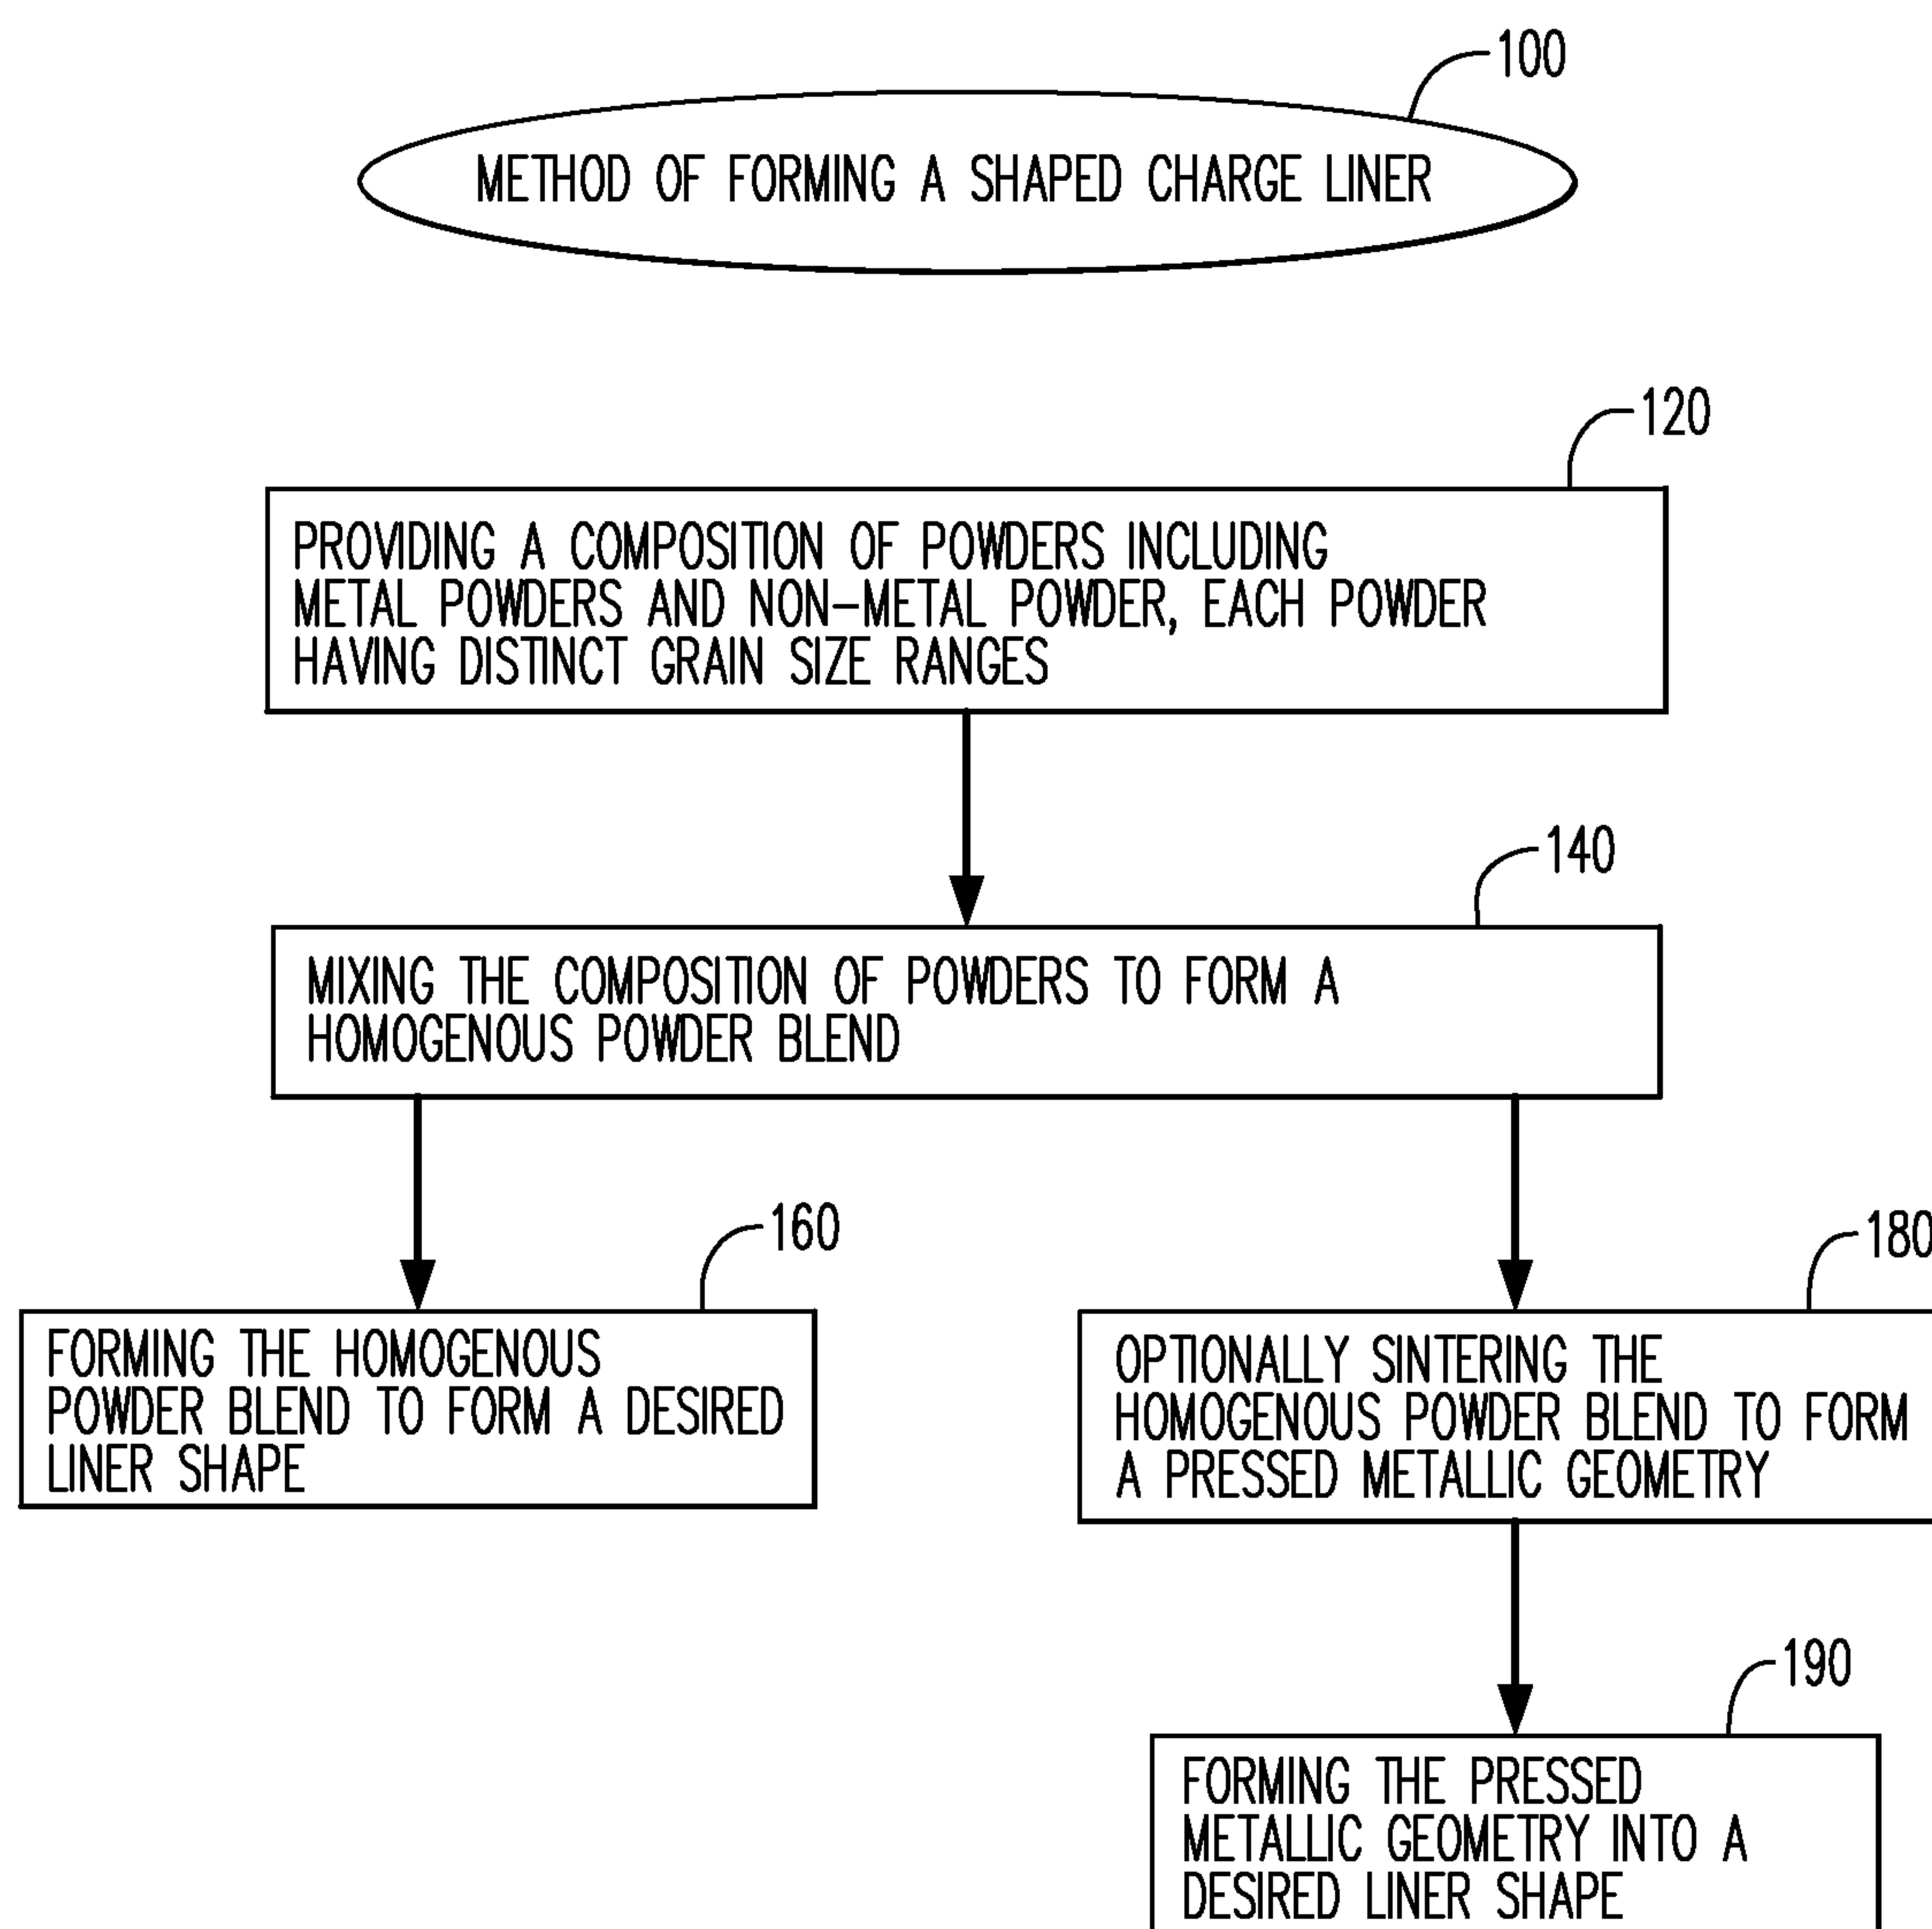 100
METHOD OF FORMING A SHAPED CHARGE LINER
120
PROVIDING A COMPOSITION OF POWDERS INCLUDING
METAL POWDERS AND NON-METAL POWDER, EACH POWDER
HAVING DISTINCT GRAIN SIZE RANGES
140
MIXING THE COMPOSITION OF POWDERS TO FORM A
HOMOGENOUS POWDER BLEND
160
FORMING THE HOMOGENOUS
POWDER BLEND TO FORM A DESIRED
LINER SHAPE
180
OPTIONALLY SINTERING THE
HOMOGENOUS POWDER BLEND TO FORM
A PRESSED METALLIC GEOMETRY
190
FORMING THE PRESSED
METALLIC GEOMETRY INTO A
DESIRED LINER SHAPE